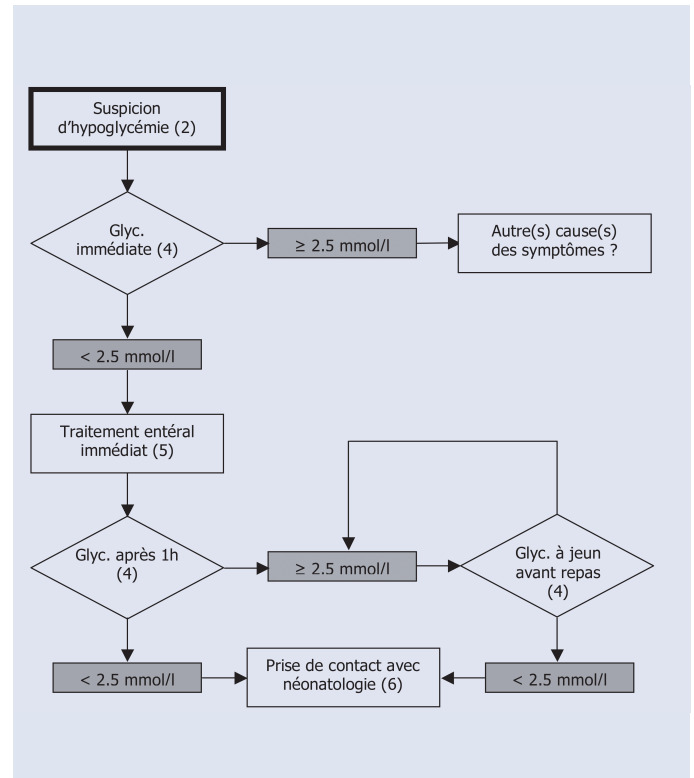 Suspicion
d'hypoglycémie (2)
Glyc.
immédiate (4)
≥ 2.5 mmol/l
Autre(s) cause(s)
des symptômes ?
< 2.5 mmol/l
Traitement entéral
immédiat (5)
Glyc. après 1h
(4)
≥ 2.5 mmol/l
Glyc. à jeun
avant repas
(4)
< 2.5 mmol/l
Prise de contact avec
néonatologie (6)
< 2.5 mmol/l